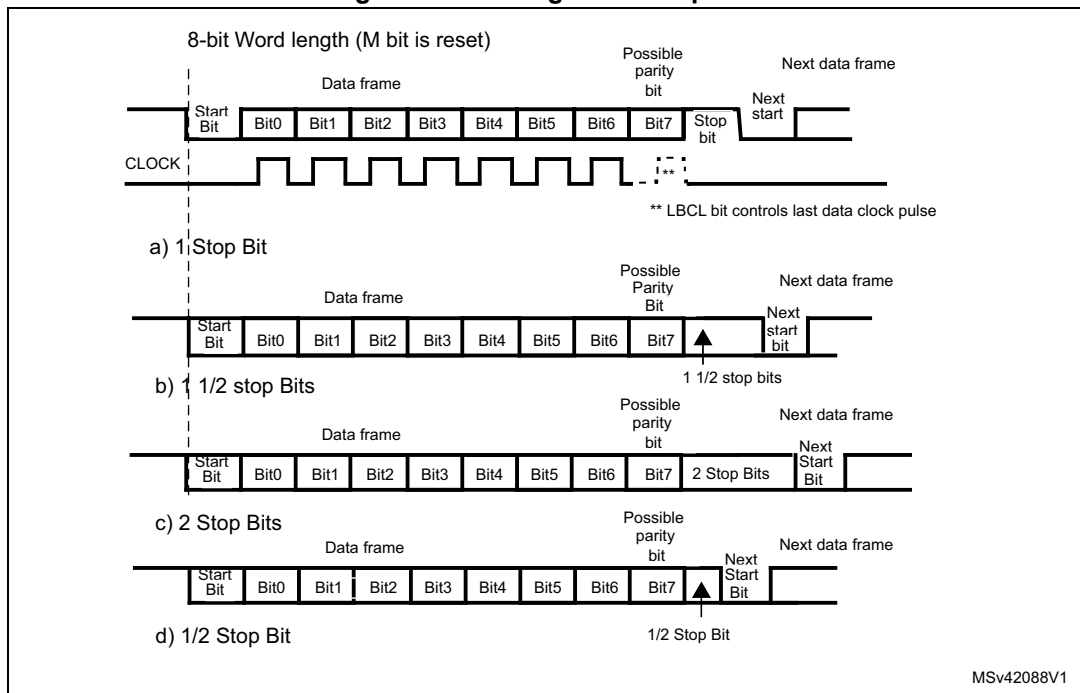 8-bit Word length (M bit is reset)
Possible
parity
bit
Next data frame
Data frame
Start
Bit
Bit0
Bit1
Bit2
Bit3
Bit4
Bit5
Bit6
Bit7
Stop
bit
Next
start
CLOCK
**
** LBCL bit controls last data clock pulse
a) 1 Stop Bit
Possible
Parity
Bit
Next data frame
Data frame
Start
Bit
Bit0
Bit1
Bit2
Bit3
Bit4
Bit5
Bit6
Bit7
Next
start
bit
1 1/2 stop bits
b) 1 1/2 stop Bits
Possible
parity
bit
Next data frame
Data frame
Start
Bit
Bit0
Bit1
Bit2
Bit3
Bit4
Bit5
Bit6
Bit7
2 Stop Bits
Next
Start
Bit
c) 2 Stop Bits
Possible
parity
bit
Next data frame
Data frame
Start
Bit
Bit0
Bit1
Bit2
Bit3
Bit4
Bit5
Bit6
Bit7
Next
Start
Bit
1/2 Stop Bit
d) 1/2 Stop Bit
MSv42088V1